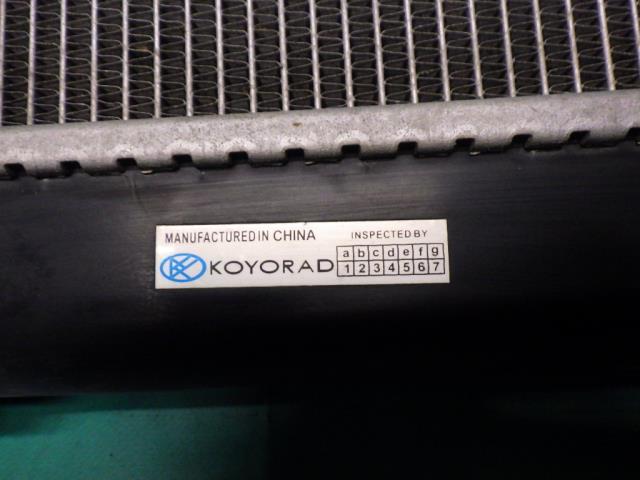 MANUFACTURED IN CHINA INSPECTED BY
KOYORAD
a b c d e f g
1 2 3 4 5 6 7